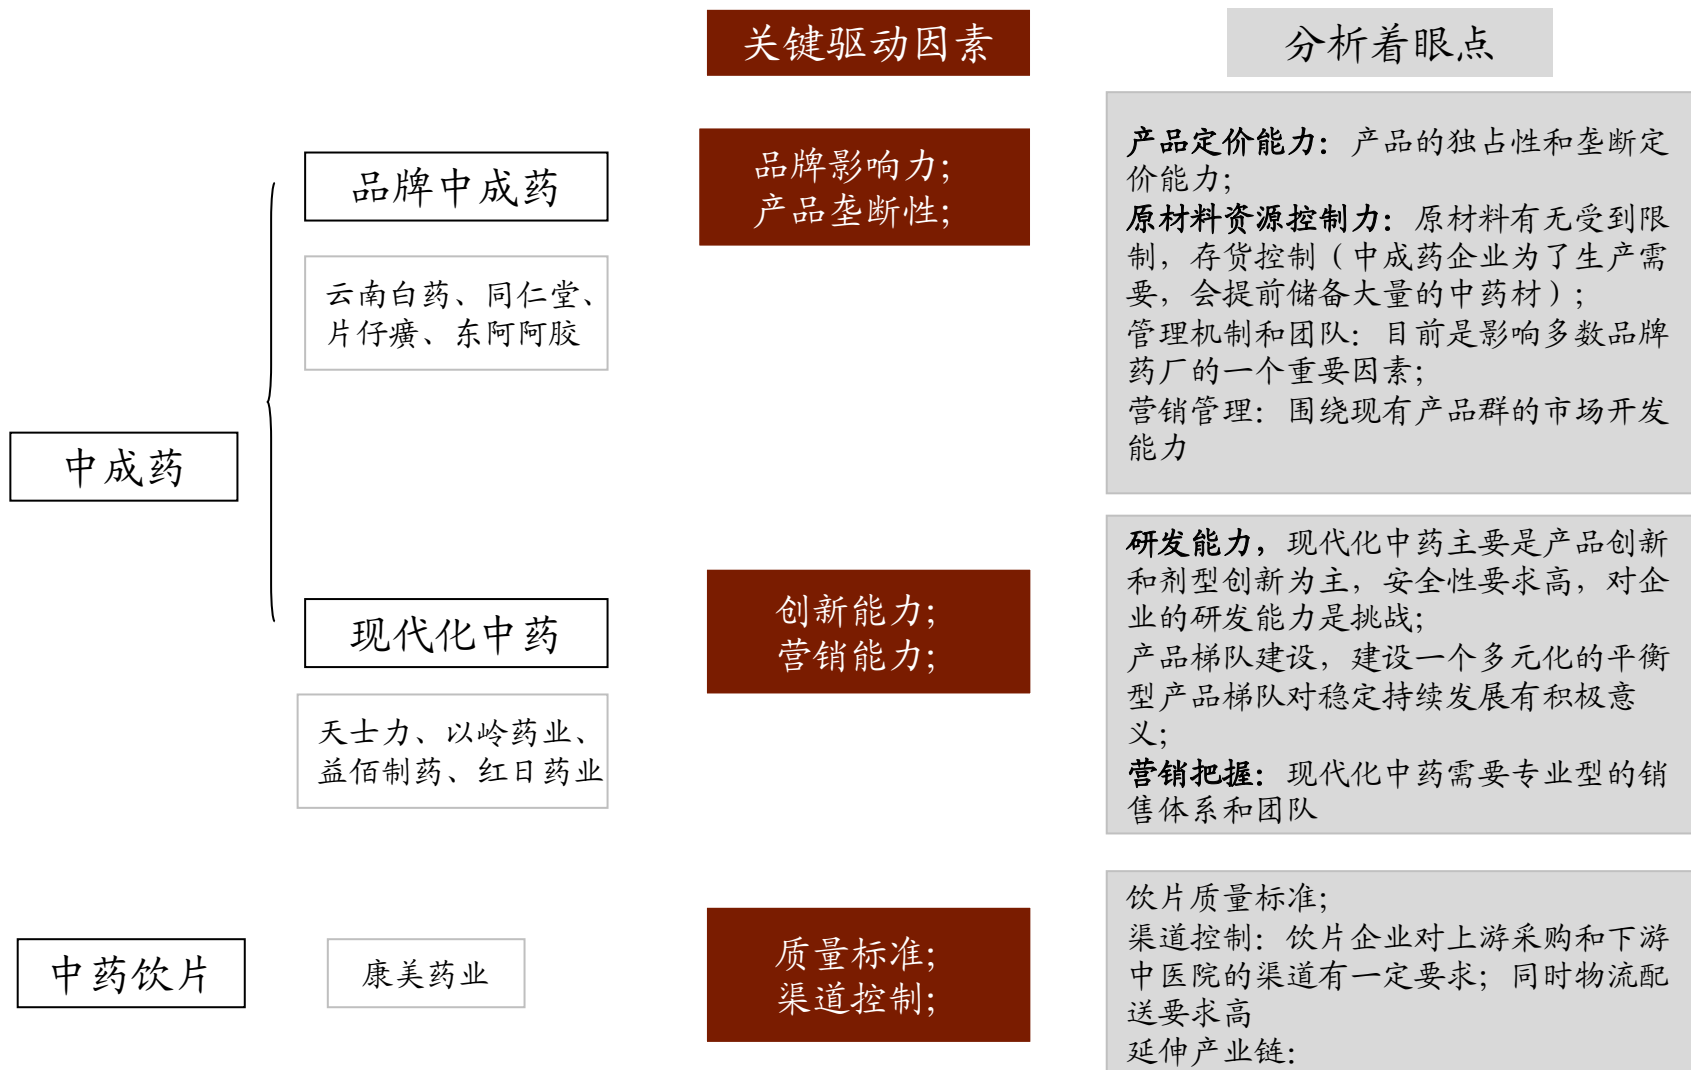 关键驱动因素
分析着眼点
品牌中成药
云南白药、同仁堂、
片仔癀、东阿阿胶
品牌影响力;
产品垄断性;
产品定价能力：产品的独占性和垄断定
价能力;
原材料资源控制力：原材料有无受到限
制，存货控制（中成药企业为了生产需
要，会提前储备大量的中药材）;
管理机制和团队：目前是影响多数品牌
药厂的一个重要因素;
营销管理：围绕现有产品群的市场开发
能力
中成药
现代化中药
天士力、以岭药业、
益佰制药、红日药业
创新能力;
营销能力;
研发能力，现代化中药主要是产品创新
和剂型创新为主，安全性要求高，对企
业的研发能力是挑战;
产品梯队建设，建设一个多元化的平衡
型产品梯队对稳定持续发展有积极意
义;
营销把握：现代化中药需要专业型的销
售体系和团队
中药饮片
康美药业
质量标准;
渠道控制;
饮片质量标准;
渠道控制：饮片企业对上游采购和下游
中医院的渠道有一定要求；同时物流配
送要求高
延伸产业链：